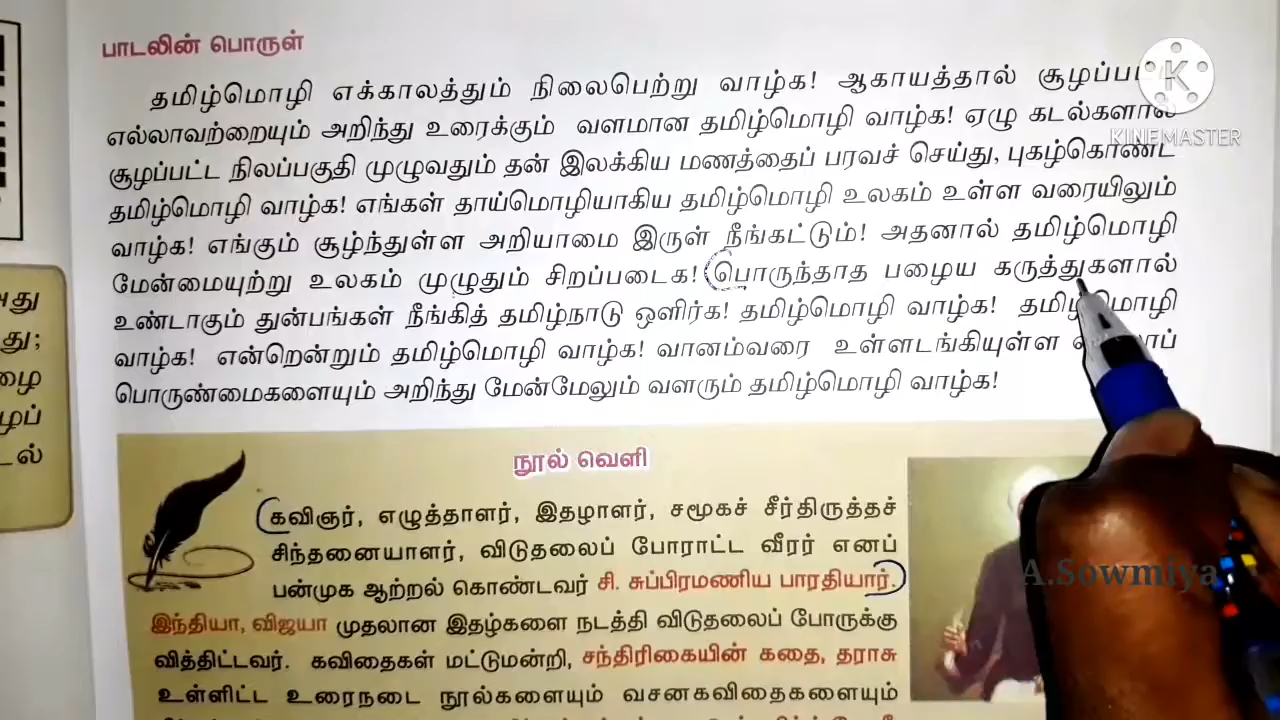 பாடலின் பொருள்
தமிழ்மொழி எக்காலத்தும் நிலைபெற்று வாழ்க! ஆகாயத்தால்
எல்லாவற்றையும் அறிந்து உரைக்கும் வளமான தமிழ்மொழி வாழ்க! ஏழு கடல்களால்
சூழப்பட்ட நிலப்பகுதி முழுவதும் தன் இலக்கிய மணத்தைப் பரவச் செய்து, புகழ்கொண்ட
தமிழ்மொழி வாழ்க! எங்கள் தாய்மொழியாகிய தமிழ்மொழி உலகம் உள்ள வரையிலும்
வாழ்க! எங்கும் சூழ்ந்துள்ள அறியாமை இருள் நீங்கட்டும்! அதனால் தமிழ்மொழி
மேன்மையுற்று உலகம் முழுதும் சிறப்படைக! பொருந்தாத பழைய கருத்துகளால்
உண்டாகும் துன்பங்கள் நீங்கித் தமிழ்நாடு ஒளிர்க! தமிழ்மொழி வாழ்க! தமிழ்மொழி
வாழ்க! என்றென்றும் தமிழ்மொழி வாழ்க! வானம்வரை உள்ளடங்கியுள்ள
பொருண்மைகளையும் அறிந்து மேன்மேலும் வளரும் தமிழ்மொழி வாழ்க!
நூல் வெளி
கவிஞர், எழுத்தாளர், இதழாளர், சமூகச் சீர்திருத்தச்
சிந்தனையாளர், விடுதலைப் போராட்ட வீரர் எனப்
பன்முக ஆற்றல் கொண்டவர் சி. சுப்பிரமணிய பாரதியார்.
இந்தியா, விஜயா முதலான இதழ்களை நடத்தி விடுதலைப் போருக்கு
வித்திட்டவர். கவிதைகள் மட்டுமன்றி, சந்திரிகையின் கதை, தராசு
உள்ளிட்ட உரைநடை நூல்களையும் வசனகவிதைகளையும்
K
KINEMASTER
A.Sowmiya